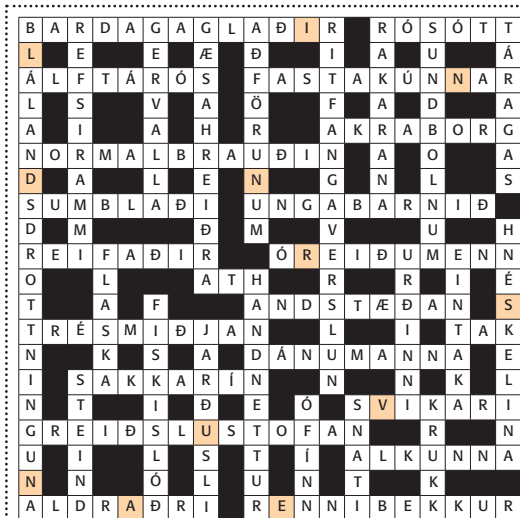 BARDAGAGLAÐIR RÓSÓTT
L E E Æ Ð I A U Á
ÁLFTÁRÓS FASTAKÚNNAR
L S V A Ö F A D A
A I A H R AKRABORG
NORMALBRAUÐIN A O A
D A L E N G N L S
SUMBLAÐI UNGABARNIÐ
D M Ð M V U H
REIFAÐIR ÓREIÐUMENN
O L ATH R R I É
T A F ANDSTÆÐAN S
TRÉSMIÐJAN L I TAK
N K S A DÁNUMANNA E
I SAKKARÍN N N K L
N T I Ð E Ó SVIKARI
GREIÐSLUSTOFAN R N
U I L S T Í ALKUNNA
N N Ó L U N T K
ALDRAÐRI RENNIBEKKUR